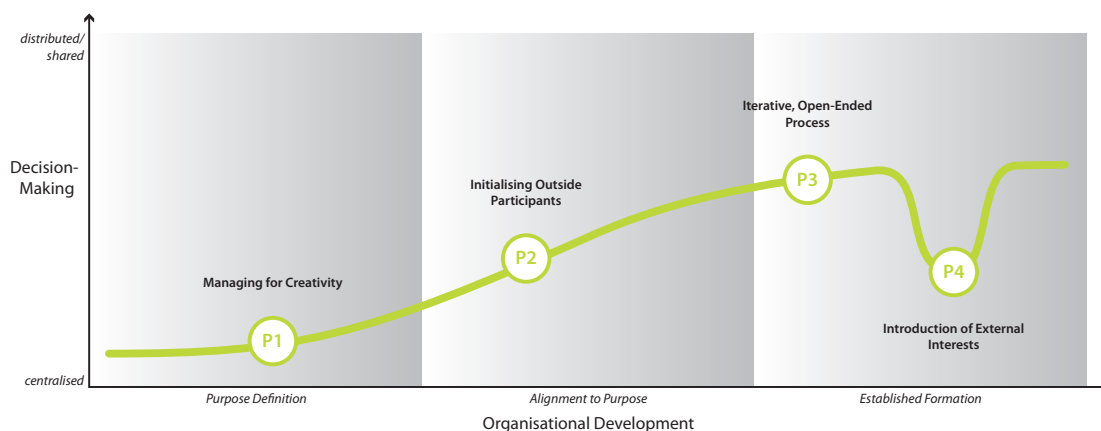 distributed/
shared
Iterative, Open-Ended
Process
Decision-
Making
P3
Initialising Outside
Participants
P2
P4
Managing for Creativity
Introduction of External
Interests
P1
centralised
Purpose Definition
Alignment to Purpose
Established Formation
Organisational Development